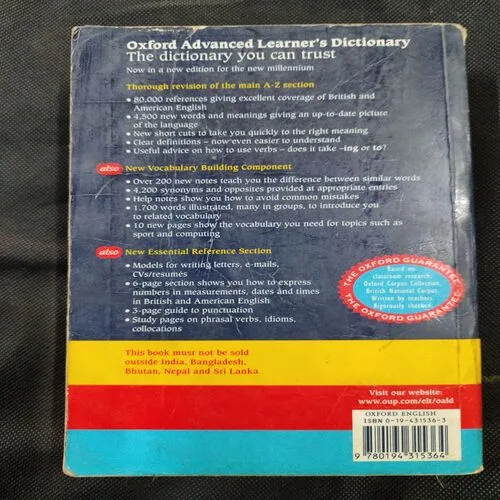 Oxford Advanced Learner's Dictionary
The dictionary you can trust
Now in a new edition for the new millennium
Thorough revision of the main A-Z section
• 80,000 references giving excellent coverage of British and
American English
• 4,500 new words and meanings giving an up-to-date picture
of the language
• New short cuts to take you quickly to the right meaning
• Clear definitions – now even easier to understand
• Useful advice on how to use verbs – does it take -ing or to?
also New Vocabulary Building Component
• Over 200 new notes teach you the difference between similar words
• 4,200 synonyms and opposites provided at appropriate entries
• Help notes show you how to avoid common mistakes
• 1,700 words illustrated, many in groups, to introduce you
to related vocabulary
• 10 new pages show the vocabulary you need for topics such as
sport and computing
also New Essential Reference Section
• Models for writing letters, e-mails,
CVs/resumés
• 6-page section shows you how to express
numbers in measurements, dates and times
in British and American English
• 3-page guide to punctuation
• Study pages on phrasal verbs, idioms,
collocations
THE OXFORD GUARANTEE
Based on
classroom research,
Oxford Corpus Collection,
British National Corpus.
Written by teachers
Rigorously checked.
THE OXFORD GUARANTEE
This book must not be sold
outside India, Bangladesh,
Bhutan, Nepal and Sri Lanka
Visit our website:
www.oup.com/elt/oald
OXFORD ENGLISH
ISBN 0-19-431536-3
9 780194 315364